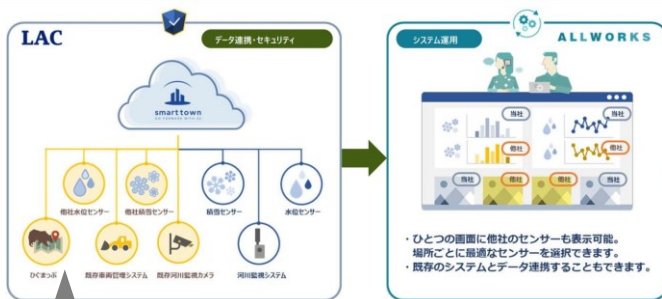 LAC
データ連携・セキュリティ
smarttown
他社水位センサー
他社積雪センサー
積雪センサー
水位センサー
ひぐまっぷ
既存車両管理システム
既存河川監視カメラ
河川監視システム
システム運用
ALLWORKS
当社
当社
他社
他社
当社
他社
他社
当社
・ひとつの画面に他社のセンサーも表示可能。
場所ごとに最適なセンサーを選択できます。
・既存のシステムとデータ連携することもできます。